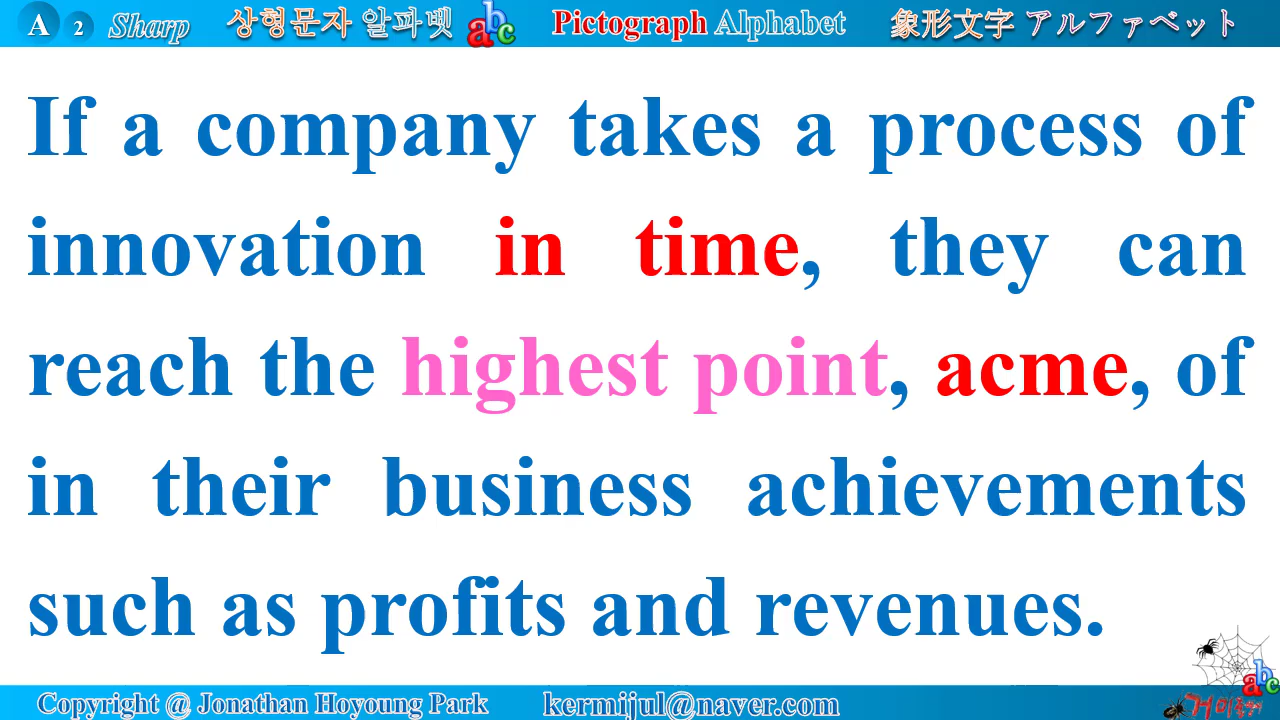 A 2 Sharp 상형문자 알파벳 abc Pictograph Alphabet 象形文字 アルファベット
If a company takes a process of
innovation in time, they can
reach the highest point, acme, of
in their business achievements
such as profits and revenues.
abc
Copyright @ Jonathan Hoyoung Park kermijul@naver.com